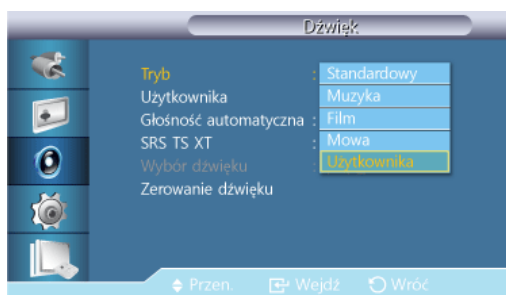 Dźwięk
Tryb : Standardowy
Użytkownika Muzyka
Głośność automatyczna : Film
SRS TS XT : Mowa
Wybór dźwięku : Użytkownika
Zerowanie dźwięku
Przen. Wejdź Wróć